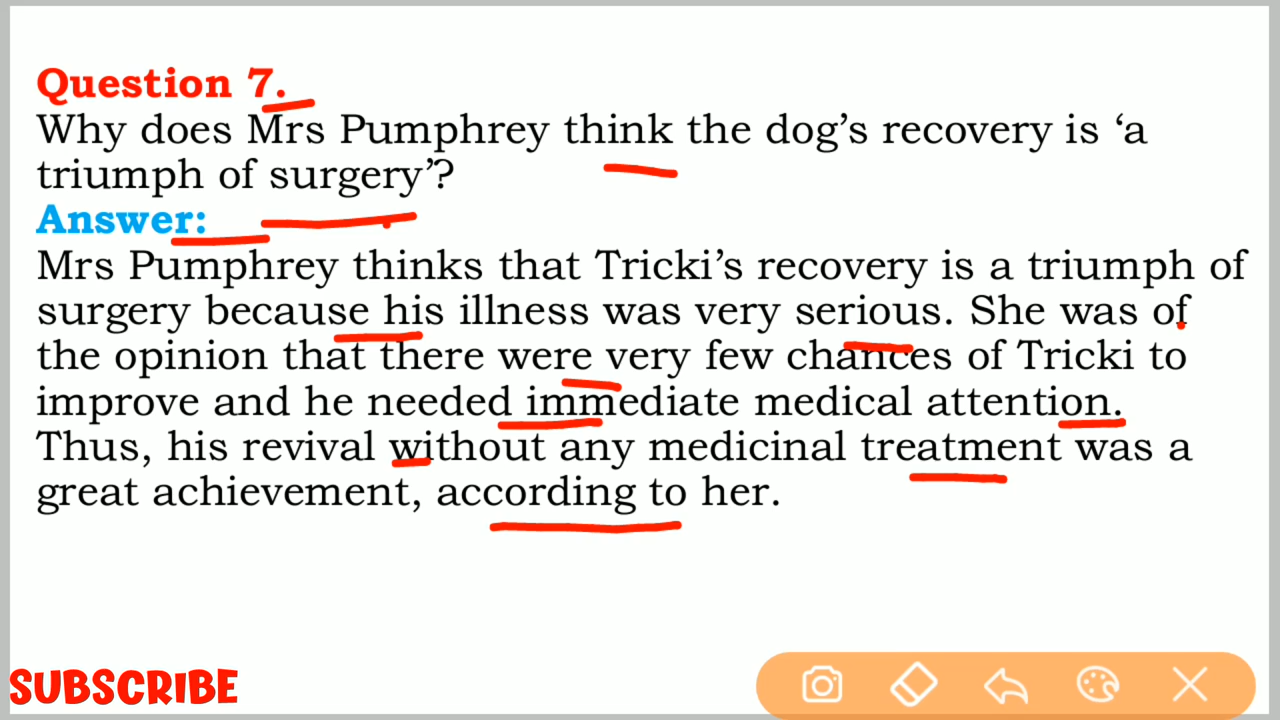 Question 7.
Why does Mrs Pumphrey think the dog's recovery is ‘a
triumph of surgery’?
Answer:
Mrs Pumphrey thinks that Tricki’s recovery is a triumph of
surgery because his illness was very serious. She was of
the opinion that there were very few chances of Tricki to
improve and he needed immediate medical attention.
Thus, his revival without any medicinal treatment was a
great achievement, according to her.
SUBSCRIBE